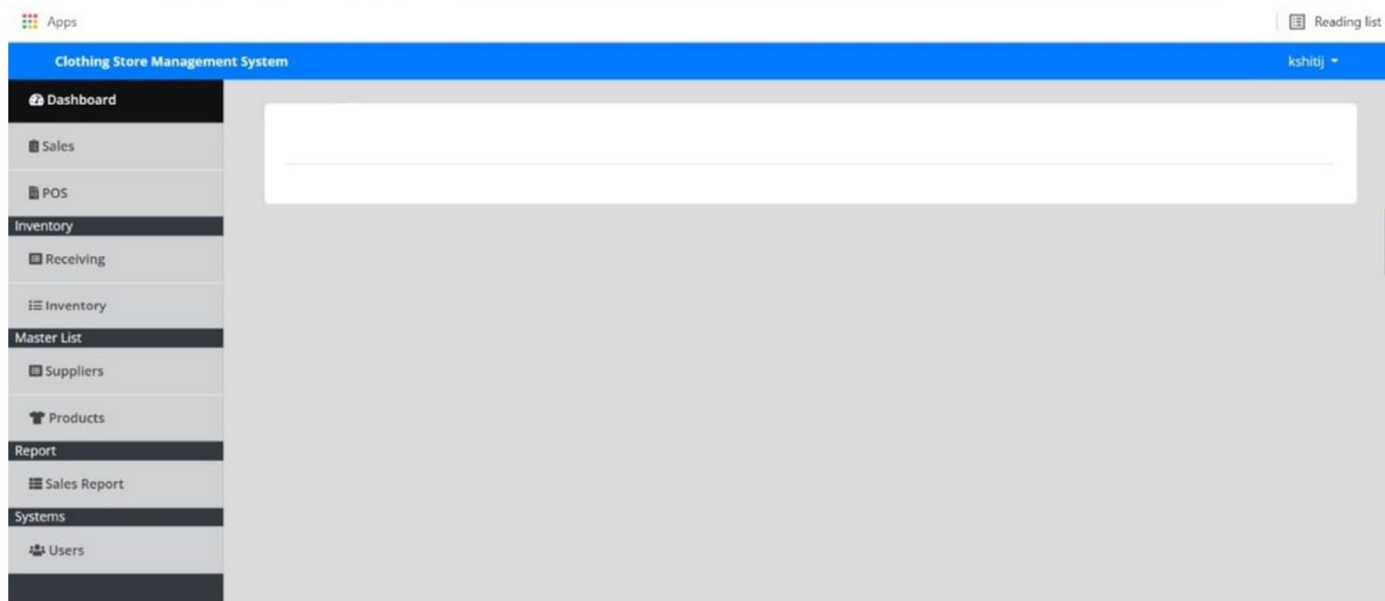 Apps
Reading list
Clothing Store Management System
kshitij
Dashboard
Sales
POS
Inventory
Receiving
Inventory
Master List
Suppliers
Products
Report
Sales Report
Systems
Users